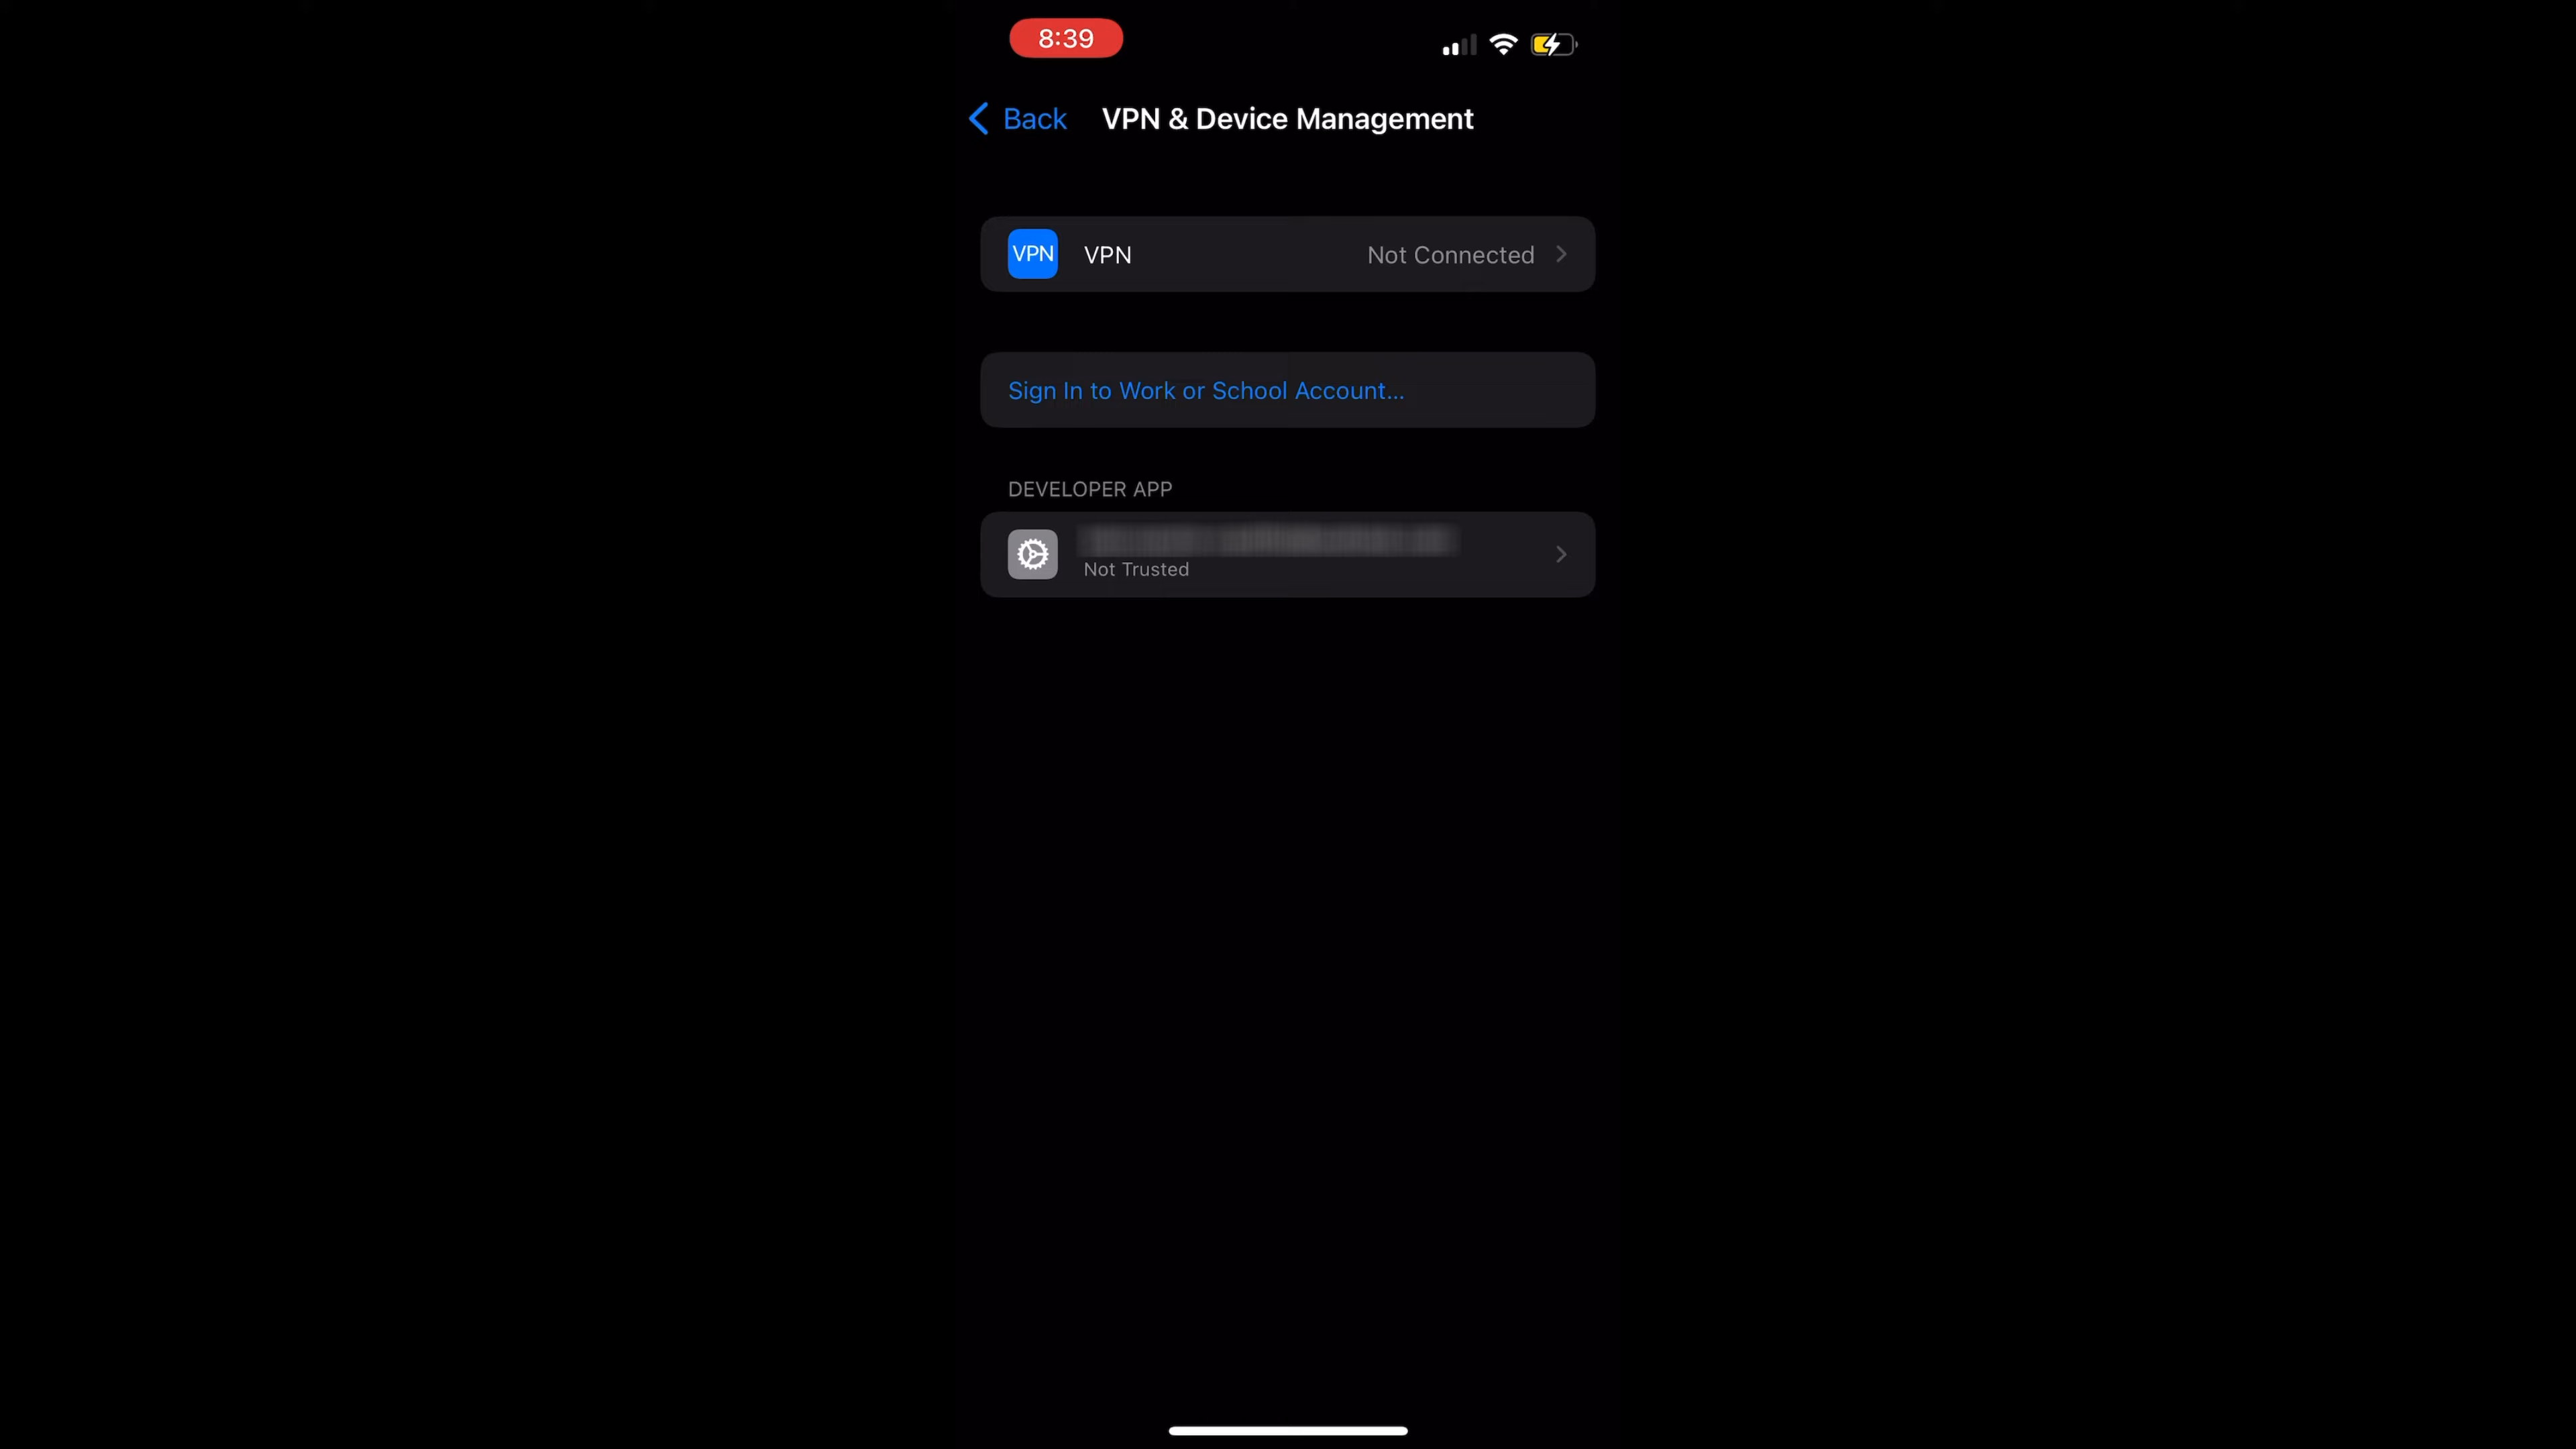 8:39
Back VPN & Device Management
VPN VPN Not Connected
Sign In to Work or School Account...
DEVELOPER APP
Not Trusted